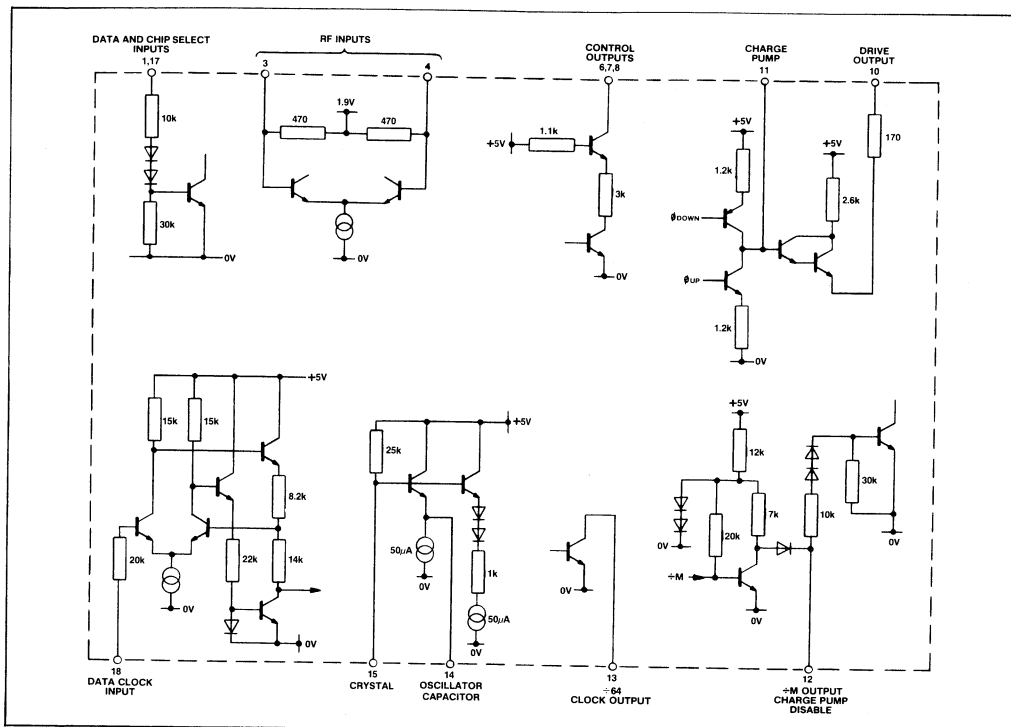 DATA AND CHIP SELECT
INPUTS
1,17
RF INPUTS
3
4
CONTROL
OUTPUTS
6,7,8
CHARGE
PUMP
11
DRIVE
OUTPUT
10
10k
30k
0V
1.9V
470
470
0V
+5V
1.1k
3k
0V
+5V
1.2k
ØDOWN
ØUP
1.2k
0V
+5V
2.6k
170
+5V
15k
15k
8.2k
20k
22k
14k
0V
0V
+5V
25k
50µA
0V
1k
50µA
0V
0V
+5V
12k
7k
20k
0V
÷M
0V
10k
30k
0V
18
DATA CLOCK
INPUT
15
CRYSTAL
14
OSCILLATOR
CAPACITOR
13
÷64
CLOCK OUTPUT
12
÷M OUTPUT
CHARGE PUMP
DISABLE